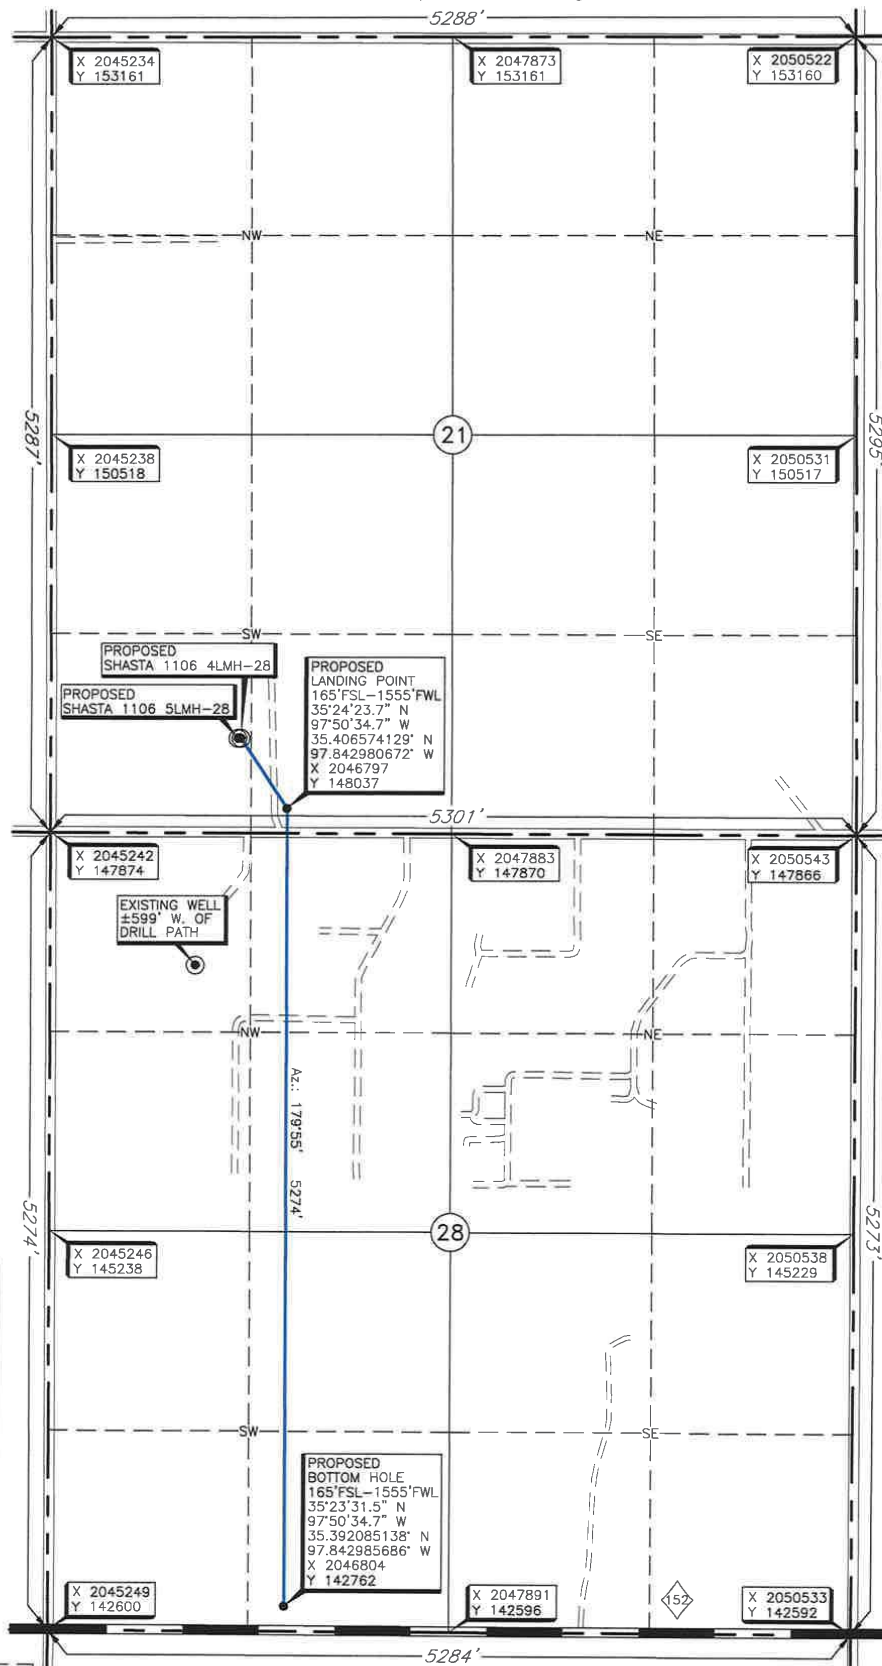 5288'
X 2045234
Y 153161
X 2047873
Y 153161
X 2050522
Y 153160
NW
NE
5287'
21
5295'
X 2045238
Y 150518
X 2050531
Y 150517
SW
SE
PROPOSED
SHASTA 1106 4LMH-28
PROPOSED
SHASTA 1106 5LMH-28
PROPOSED
LANDING POINT
165'FSL-1555'FWL
35°24'23.7" N
97°50'34.7" W
35.406574129° N
97.842980672° W
X 2046797
Y 148037
5301'
X 2045242
Y 147874
X 2047883
Y 147870
X 2050543
Y 147866
EXISTING WELL
±599' W. OF
DRILL PATH
NW
NE
Az.: 179°55' 5274'
5274'
28
5273'
X 2045246
Y 145238
X 2050538
Y 145229
SW
SE
PROPOSED
BOTTOM HOLE
165'FSL-1555'FWL
35°23'31.5" N
97°50'34.7" W
35.392085138° N
97.842985686° W
X 2046804
Y 142762
X 2045249
Y 142600
X 2047891
Y 142596
152
X 2050533
Y 142592
5284'